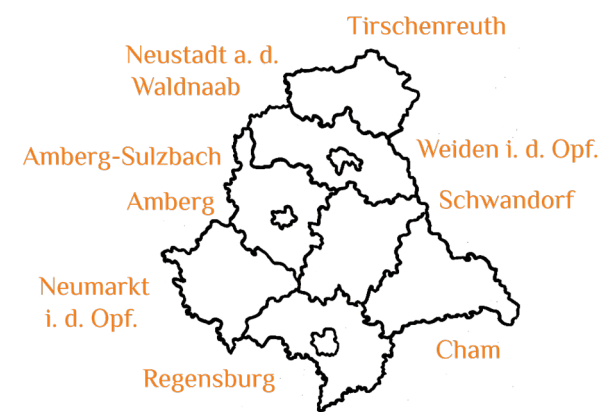 Tirschenreuth
Neustadt a. d.
Waldnaab
Amberg-Sulzbach
Weiden i. d. Opf.
Amberg
Schwandorf
Neumarkt
i. d. Opf.
Cham
Regensburg